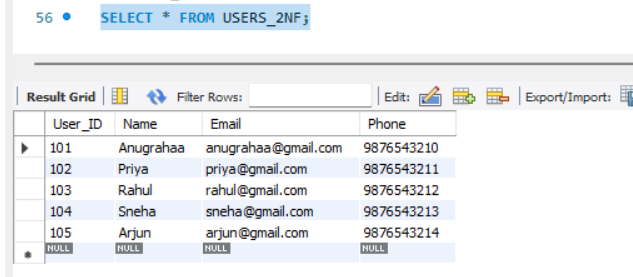 56 SELECT * FROM USERS_2NF;
Result Grid Filter Rows: Edit: Export/Import:
User_ID Name Email Phone
101 Anugrahaa anugrahaa@gmail.com 9876543210
102 Priya priya@gmail.com 9876543211
103 Rahul rahul@gmail.com 9876543212
104 Sneha sneha@gmail.com 9876543213
105 Arjun arjun@gmail.com 9876543214
NULL NULL NULL NULL